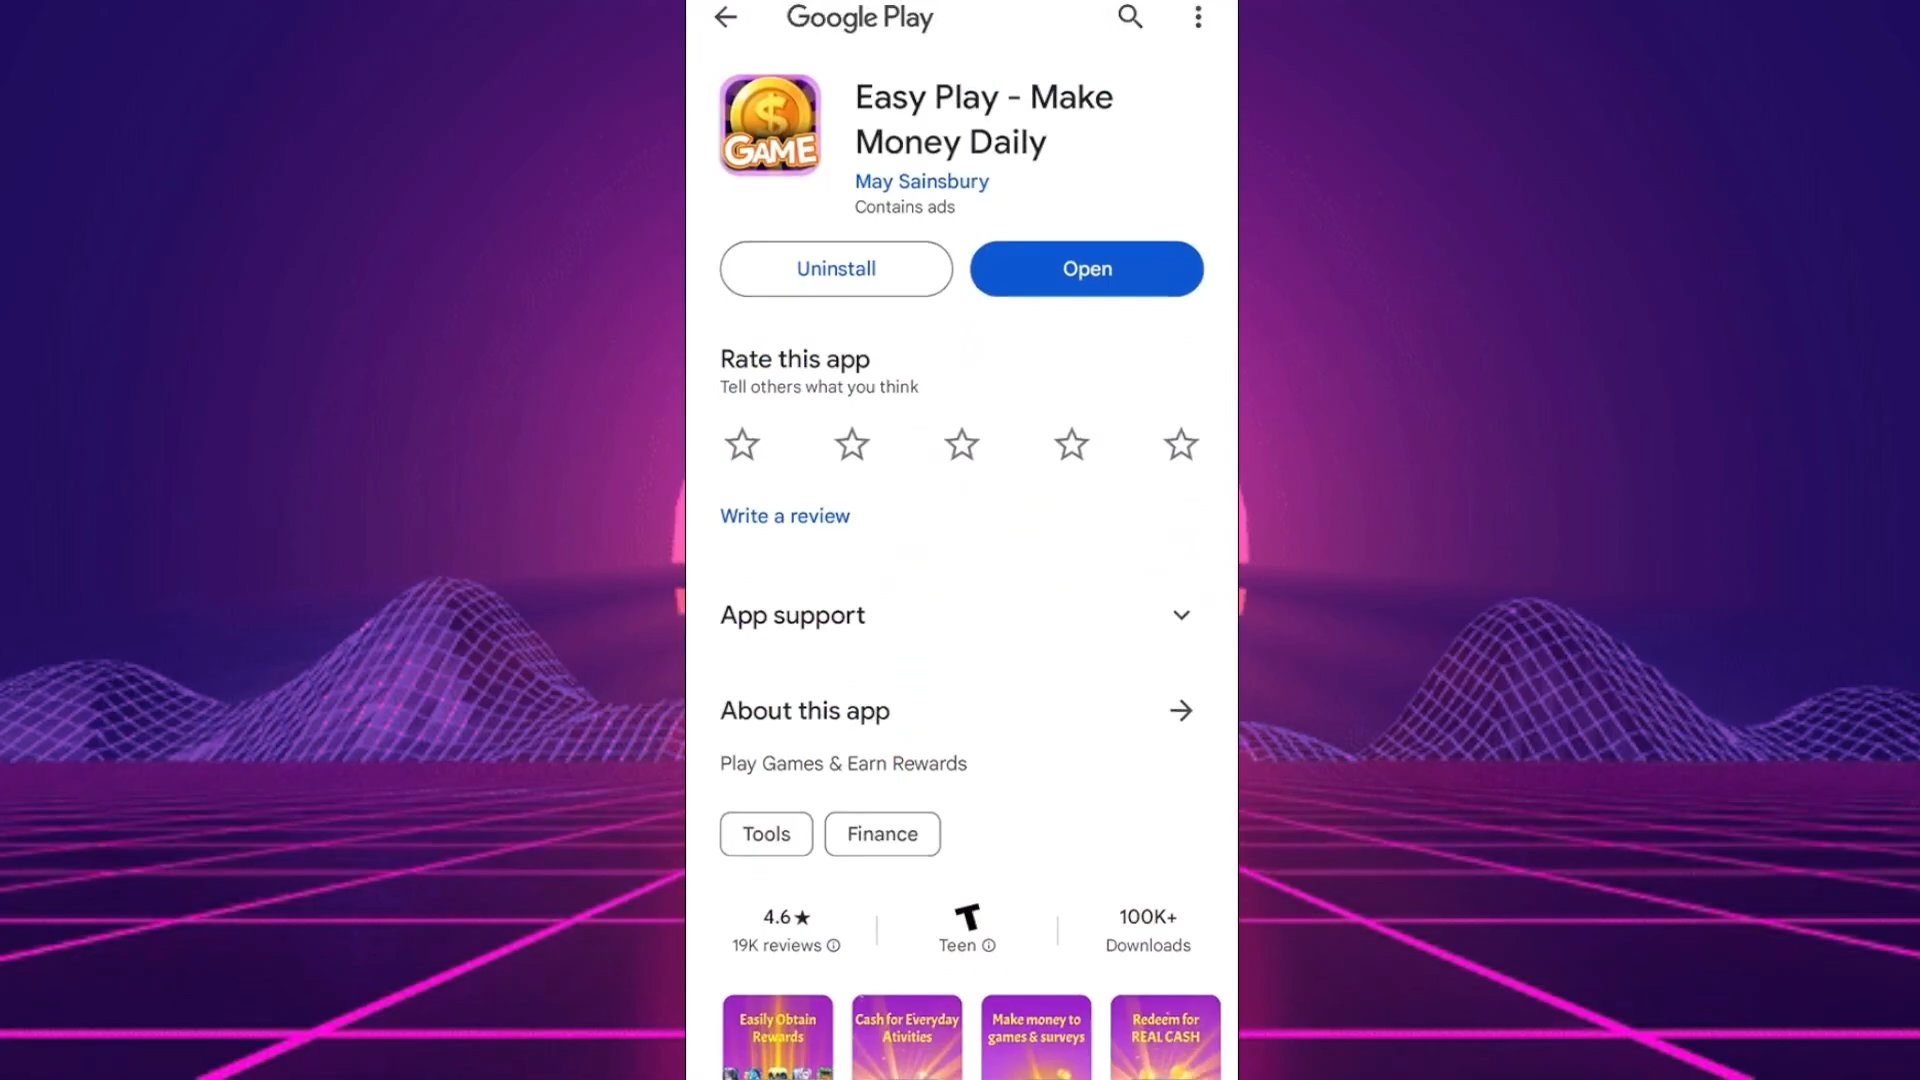 Google Play
Easy Play - Make
Money Daily
May Sainsbury
Contains ads
$
GAME
Uninstall
Open
Rate this app
Tell others what you think
Write a review
App support
About this app
Play Games & Earn Rewards
Tools
Finance
4.6★
19K reviews
T
Teen
100K+
Downloads
Easily Obtain
Rewards
Cash for Everyday
Ativities
Make money to
games & surveys
Redeem for
REAL CASH